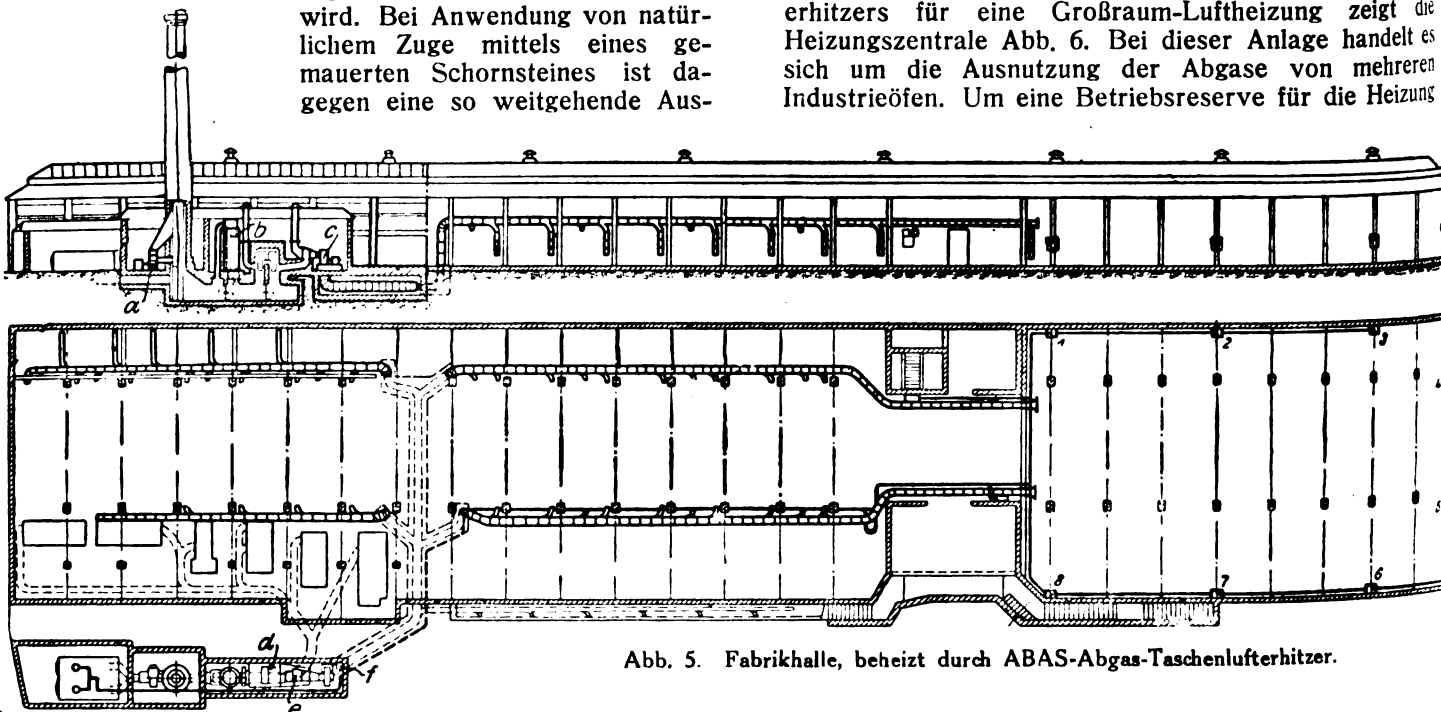 wird. Bei Anwendung von natür-
lichem Zuge mittels eines ge-
mauerten Schornsteines ist da-
gegen eine so weitgehende Aus-
erhitzers für eine Großraum-Luftheizung zeigt die
Heizungszentrale Abb. 6. Bei dieser Anlage handelt es
sich um die Ausnutzung der Abgase von mehreren
Industrieöfen. Um eine Betriebsreserve für die Heizung
b
c
a
1
2
3
4
5
8
7
6
d
f
e
Abb. 5. Fabrikhalle, beheizt durch ABAS-Abgas-Taschenlufterhitzer.